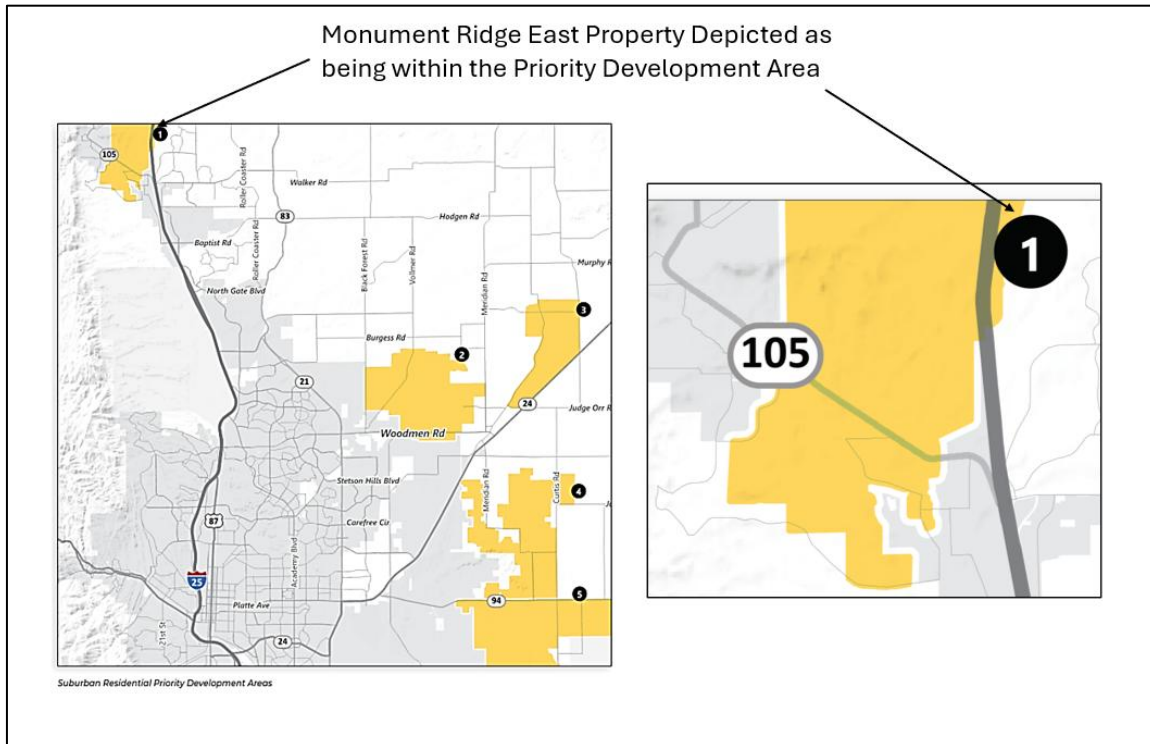 Monument Ridge East Property Depicted as
being within the Priority Development Area
1
105
Roller Coaster Rd
Walker Rd
83
Hodgen Rd
Baptist Rd
Roller Coaster Rd
Black Forest Rd
Vollmer Rd
Meridian Rd
Murphy R
North Gate Blvd
3
Burgess Rd
2
21
24
Judge Orr R
Woodmen Rd
Stetson Hills Blvd
Meridian Rd
Curtis Rd
4
Carefree Cir
87
Academy Blvd
25
94
5
Platte Ave
21st St
24
Suburban Residential Priority Development Areas
1
105